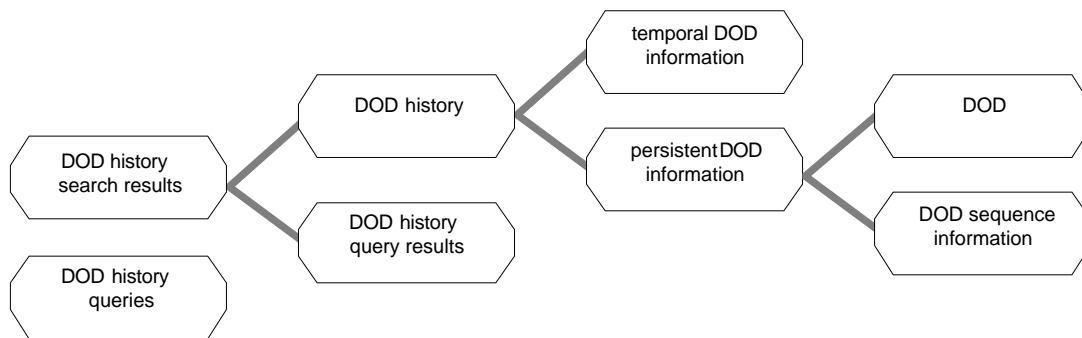 DOD history
search results
DOD history
queries
DOD history
DOD history
query results
temporal DOD
information
persistent DOD
information
DOD
DOD sequence
information